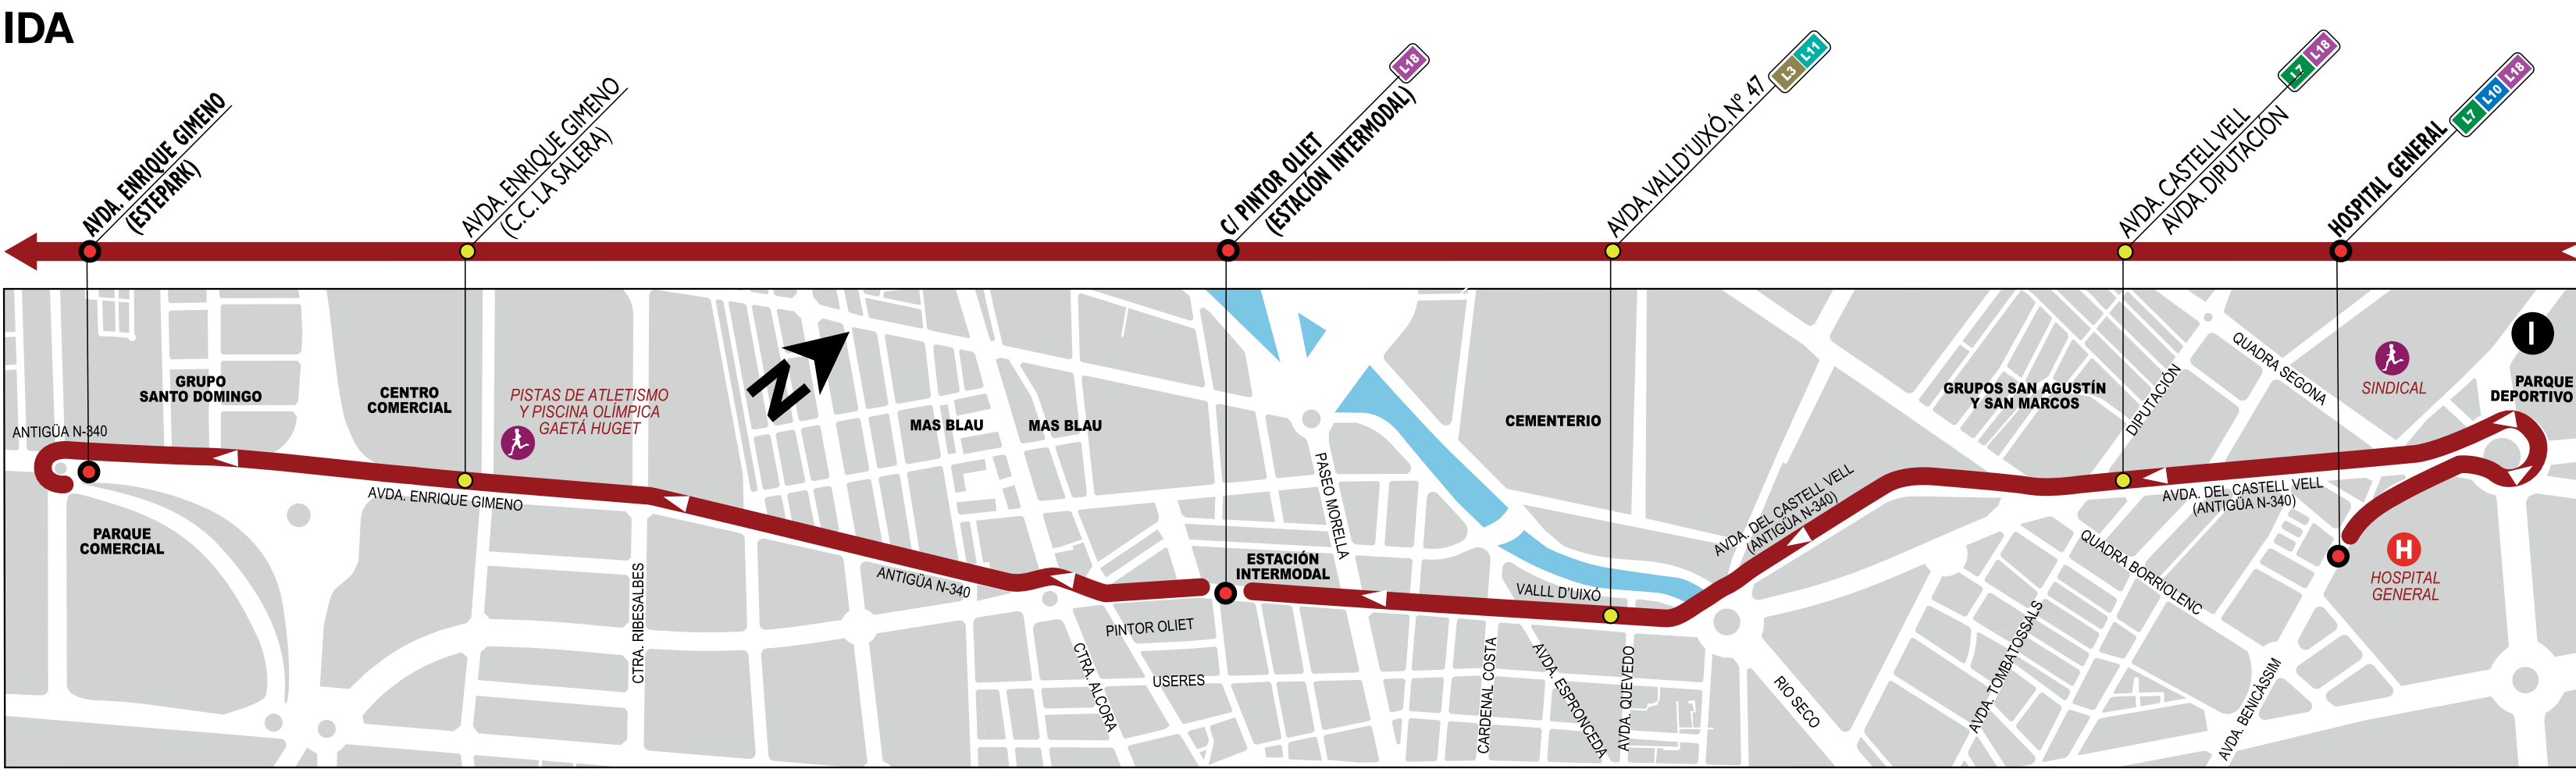 IDA
AVDA. ENRIQUE GIMENO
(ESTEPARK)
AVDA. ENRIQUE GIMENO
(C.C. LA SALERA)
C/ PINTOR OLIET
(ESTACIÓN INTERMODAL)
L18
AVDA. VALLD'UIXÓ, Nº. 47
L3 L11
AVDA. CASTELL VELL
AVDA. DIPUTACIÓN
L7 L18
HOSPITAL GENERAL
L7 L10 L18
ANTIGÜA N-340
GRUPO
SANTO DOMINGO
PARQUE
COMERCIAL
CENTRO
COMERCIAL
AVDA. ENRIQUE GIMENO
PISTAS DE ATLETISMO
Y PISCINA OLÍMPICA
GAETÁ HUGET
CTRA. RIBESALBES
N
MAS BLAU
MAS BLAU
ANTIGÜA N-340
CTRA. ALCORA
PINTOR OLIET
USERES
ESTACIÓN
INTERMODAL
PASEO MORELLA
CEMENTERIO
VALLL D'UIXÓ
CARDENAL COSTA
AVDA. ESPRONCEDA
AVDA. QUEVEDO
RIO SECO
AVDA. DEL CASTELL VELL
(ANTIGÜA N-340)
GRUPOS SAN AGUSTÍN
Y SAN MARCOS
DIPUTACIÓN
QUADRA SEGONA
AVDA. DEL CASTELL VELL
(ANTIGÜA N-340)
QUADRA BORRIOLENC
AVDA. TOMBATOSSALS
AVDA. BENICÀSSIM
SINDICAL
I
PARQUE
DEPORTIVO
H
HOSPITAL
GENERAL